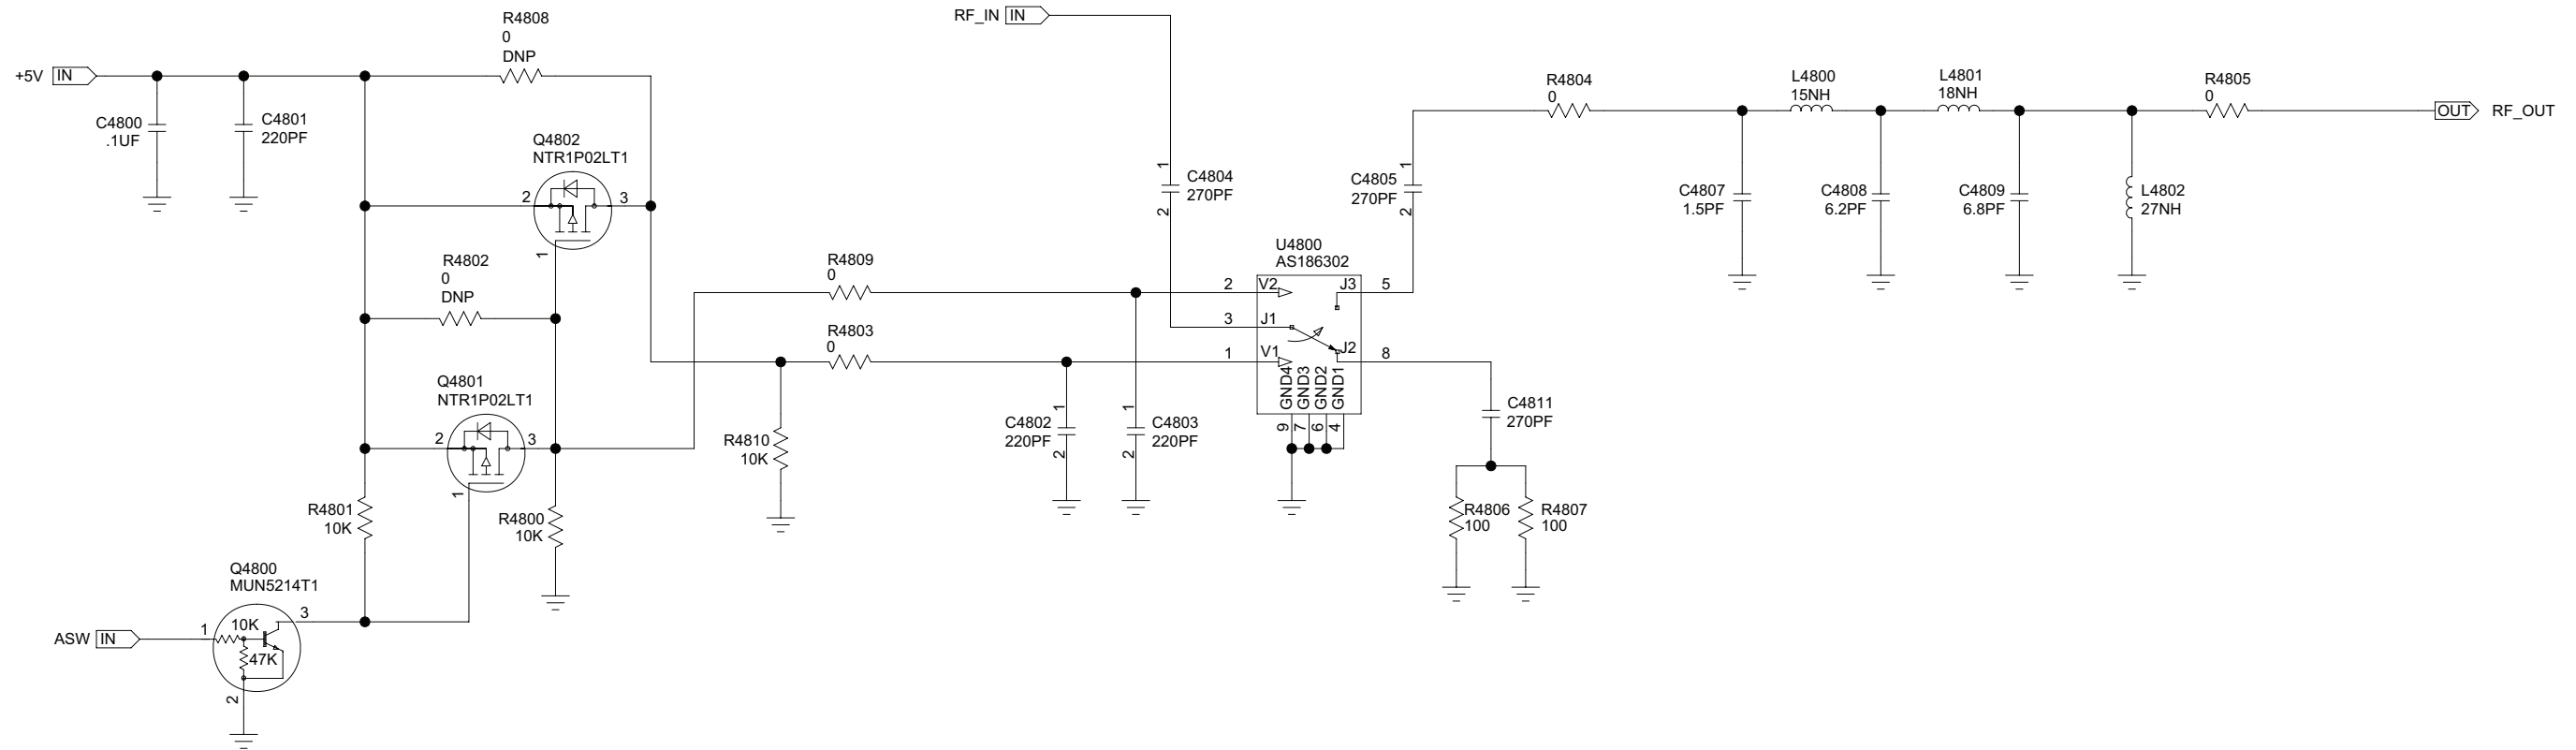 R4808
0
DNP
RF_IN IN
+5V IN
C4800
.1UF
C4801
220PF
Q4802
NTR1P02LT1
2
3
1
R4802
0
DNP
Q4801
NTR1P02LT1
2
3
1
R4801
10K
R4800
10K
Q4800
MUN5214T1
ASW IN
1
10K
47K
3
2
R4809
0
R4803
0
R4810
10K
C4802
220PF
1
2
C4803
220PF
1
2
C4804
270PF
1
2
C4805
270PF
1
2
U4800
AS186302
2
V2
J3
5
3
J1
1
V1
J2
8
GND4
GND3
GND2
GND1
9
7
6
4
C4811
270PF
R4806
100
R4807
100
R4804
0
L4800
15NH
L4801
18NH
R4805
0
OUT RF_OUT
C4807
1.5PF
C4808
6.2PF
C4809
6.8PF
L4802
27NH